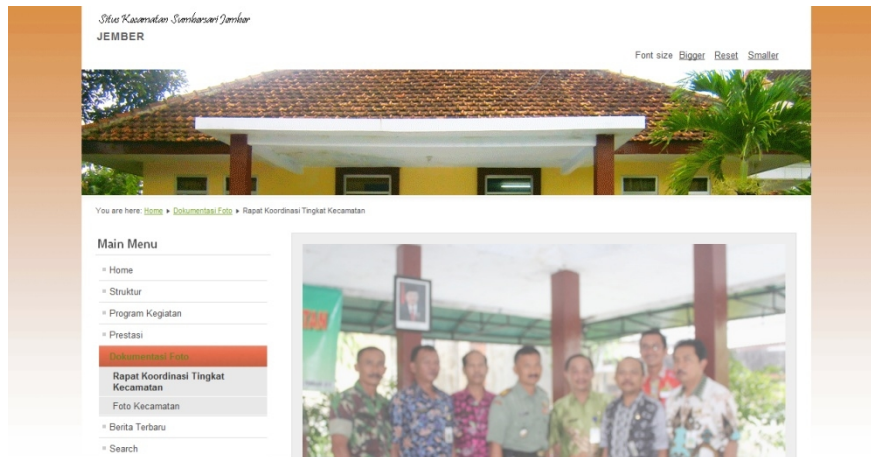 Situs Kecamatan Sumbersari Jember
JEMBER
Font size Bigger Reset Smaller
You are here: Home ▸ Dokumentasi Foto ▸ Rapat Koordinasi Tingkat Kecamatan
Main Menu
Home
Struktur
Program Kegiatan
Prestasi
Dokumentasi Foto
Rapat Koordinasi Tingkat
Kecamatan
Foto Kecamatan
Berita Terbaru
Search